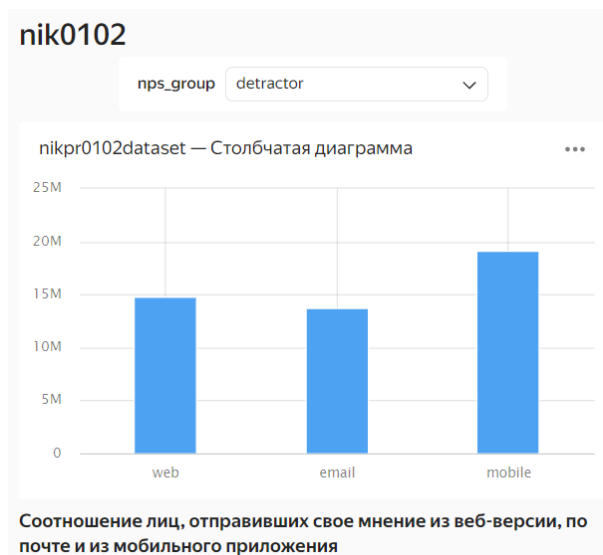 nik0102
nps_group detractor
nikpr0102dataset — Столбчатая диаграмма
25M
20M
15M
10M
5M
0
web email mobile
Соотношение лиц, отправивших свое мнение из веб-версии, по
почте и из мобильного приложения